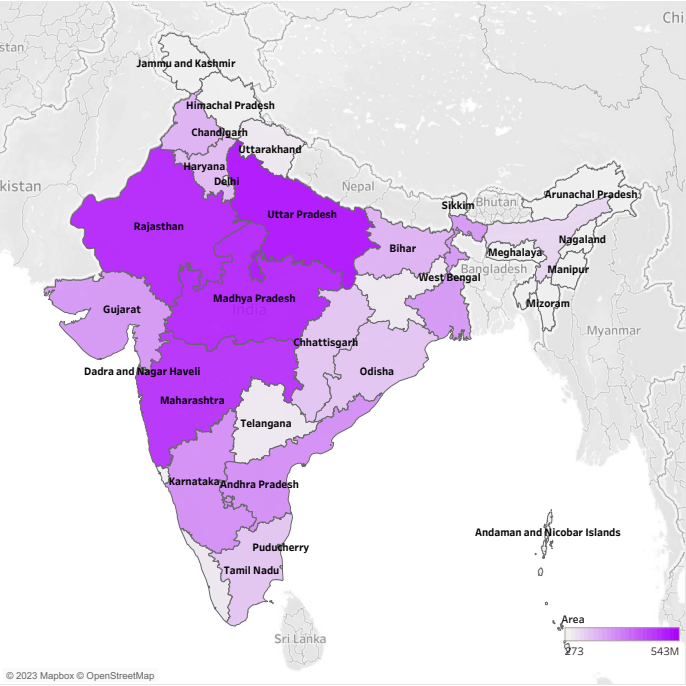 Chi
stan
Jammu and Kashmir
Himachal Pradesh
Chandigarh
Uttarakhand
Haryana
Delhi
kistan
Nepal
Arunachal Pradesh
Sikkim
Bhutan
Uttar Pradesh
Rajasthan
Nagaland
Bihar
Meghalaya
Manipur
Bangladesh
West Bengal
Madhya Pradesh
India
Mizoram
Gujarat
Myanmar
Chhattisgarh
Dadra and Nagar Haveli
Odisha
Maharashtra
Telangana
Karnataka
Andhra Pradesh
Andaman and Nicobar Islands
Puducherry
Tamil Nadu
Area
273 543M
Sri Lanka
© 2023 Mapbox © OpenStreetMap